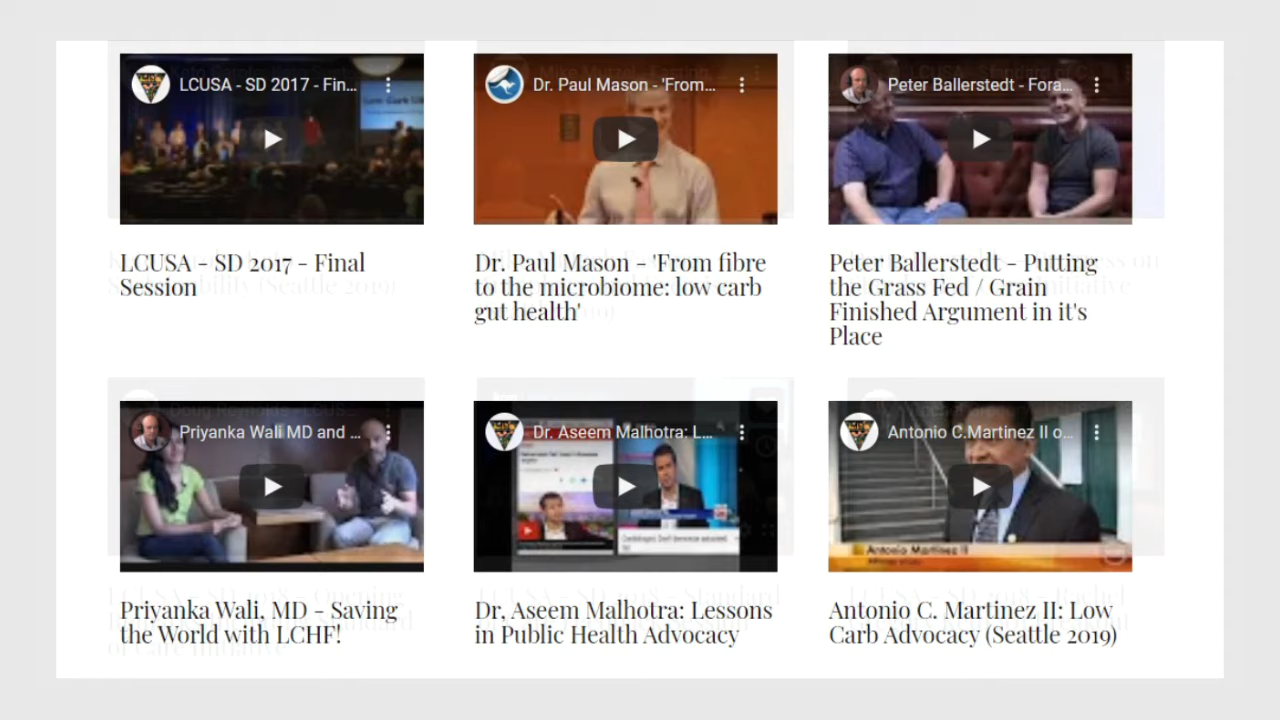 LCUSA - SD 2017 - Fin...
Dr. Paul Mason - 'From...
Peter Ballerstedt - Fora...
LCUSA - SD 2017 - Final
Session
Dr. Paul Mason - 'From fibre
to the microbiome: low carb
gut health'
Peter Ballerstedt - Putting
the Grass Fed / Grain
Finished Argument in it's
Place
Priyanka Wali MD and ...
Dr. Aseem Malhotra: L...
Antonio C.Martinez II o...
Antonio Martinez II
Priyanka Wali, MD - Saving
the World with LCHF!
Dr, Aseem Malhotra: Lessons
in Public Health Advocacy
Antonio C. Martinez II: Low
Carb Advocacy (Seattle 2019)